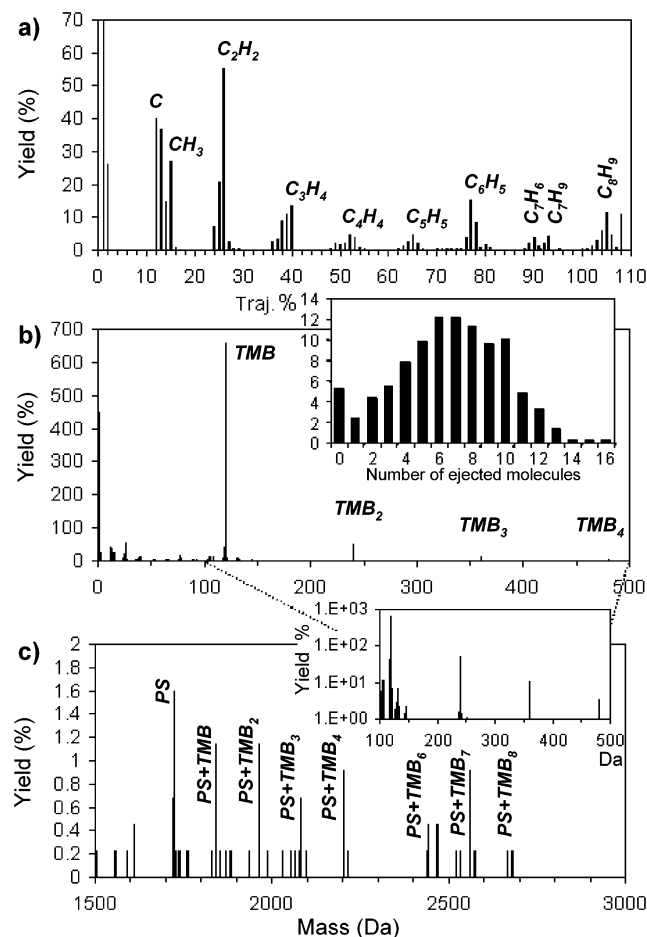 a)
70
60
50
40
30
20
10
0
Yield (%)
C
CH3
C2H2
C3H4
C4H4
C5H5
C6H5
C7H6
C7H9
C8H9
0 10 20 30 40 50 60 70 80 90 100 110
Traj. %
14
12
10
8
6
4
2
0
0 2 4 6 8 10 12 14 16
Number of ejected molecules
b)
700
600
500
400
300
200
100
0
Yield (%)
TMB
TMB2
TMB3
TMB4
0 100 200 300 400 500
Yield %
1.E+03
1.E+02
1.E+01
1.E+00
100 200 300 400 500
Da
c)
2
1.8
1.6
1.4
1.2
1
0.8
0.6
0.4
0.2
0
Yield (%)
PS
PS+TMB
PS+TMB2
PS+TMB3
PS+TMB4
PS+TMB6
PS+TMB7
PS+TMB8
1500 2000 2500 3000
Mass (Da)